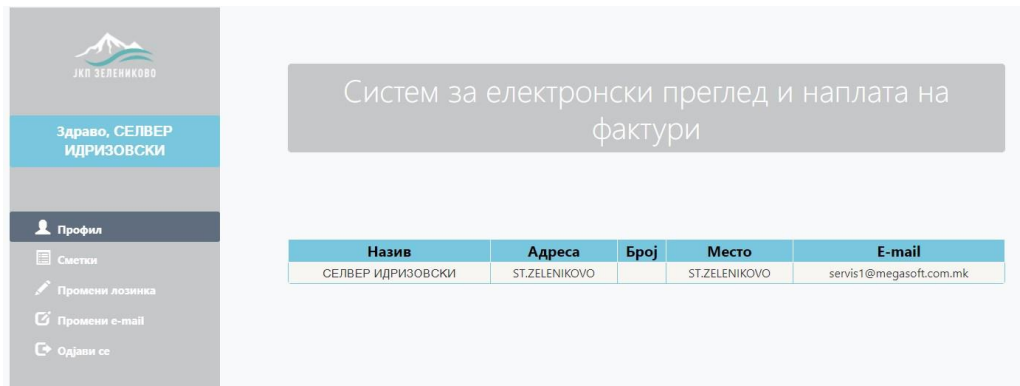 ЈКП ЗЕЛЕНИКОВО
Здраво, СЕЛВЕР
ИДРИЗОВСКИ
Профил
Сметки
Промени лозинка
Промени e-mail
Одјави се
Систем за електронски преглед и наплата на
фактури
Назив Адреса Број Место E-mail
СЕЛВЕР ИДРИЗОВСКИ ST.ZELENIKOVO ST.ZELENIKOVO servis1@megasoft.com.mk